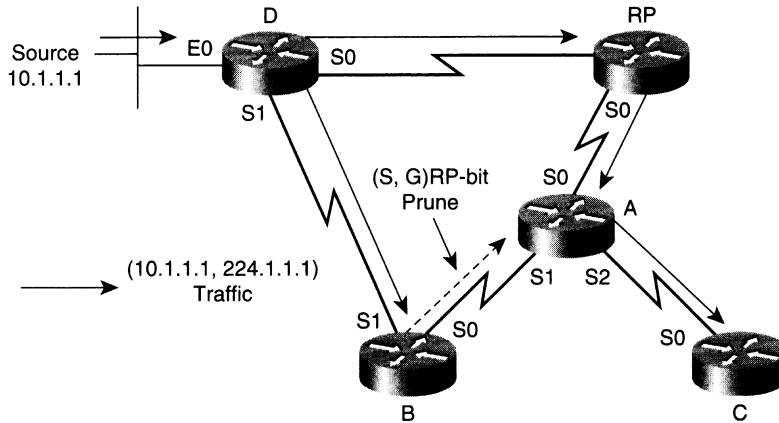 D
RP
Source
10.1.1.1
E0
S0
S1
S0
(S, G)RP-bit
Prune
S0
A
(10.1.1.1, 224.1.1.1)
Traffic
S1
S2
S1
S0
S0
B
C